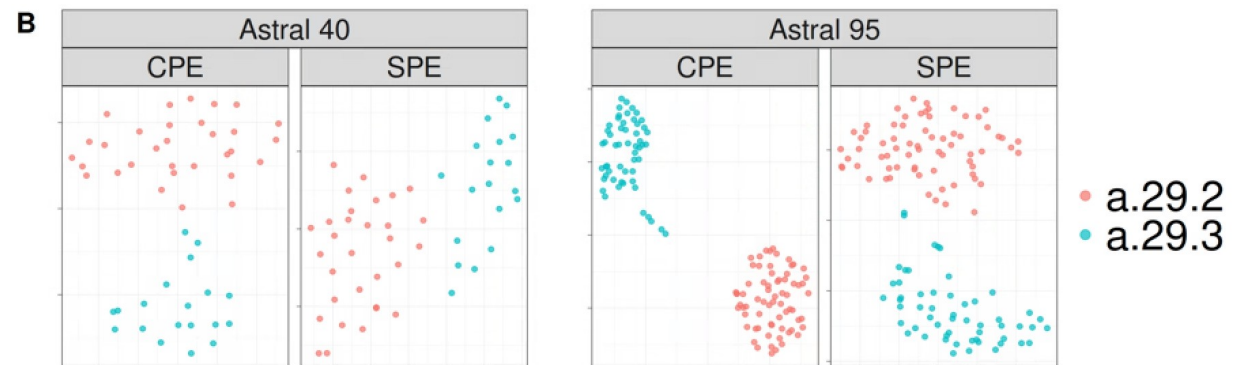 B
Astral 40
Astral 95
CPE
SPE
CPE
SPE
a.29.2
a.29.3